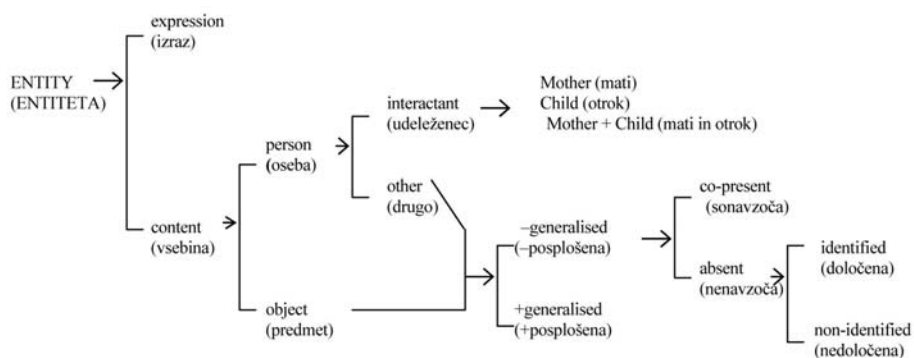 expression
(izraz)
ENTITY
(ENTITETA)
content
(vsebina)
person
(oseba)
object
(predmet)
interactant
(udeleženec)
other
(drugo)
Mother (mati)
Child (otrok)
Mother + Child (mati in otrok)
–generalised
(–posplošena)
+generalised
(+posplošena)
co-present
(sonavzoča)
absent
(nenavzočá)
identified
(določena)
non-identified
(nedoločena)